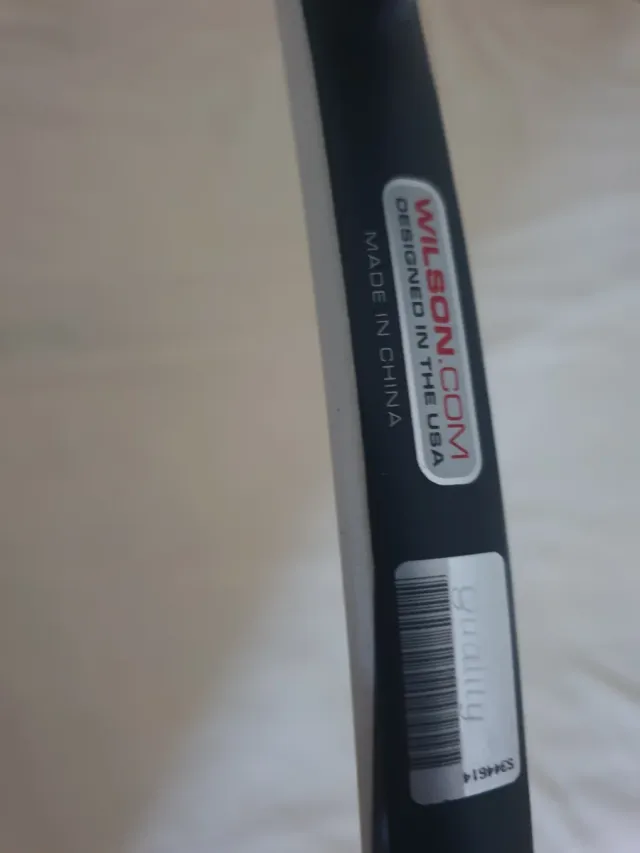 WILSON.COM
DESIGNED IN THE USA
MADE IN CHINA
quality
S344614